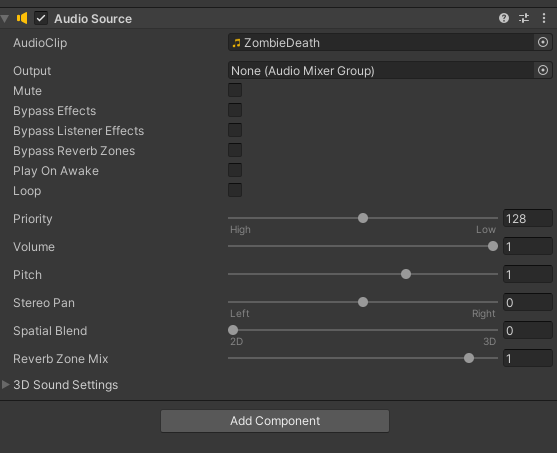 Audio Source
AudioClip ZombieDeath
Output None (Audio Mixer Group)
Mute
Bypass Effects
Bypass Listener Effects
Bypass Reverb Zones
Play On Awake
Loop
Priority 128
High Low
Volume 1
Pitch 1
Stereo Pan 0
Left Right
Spatial Blend 0
2D 3D
Reverb Zone Mix 1
3D Sound Settings
Add Component